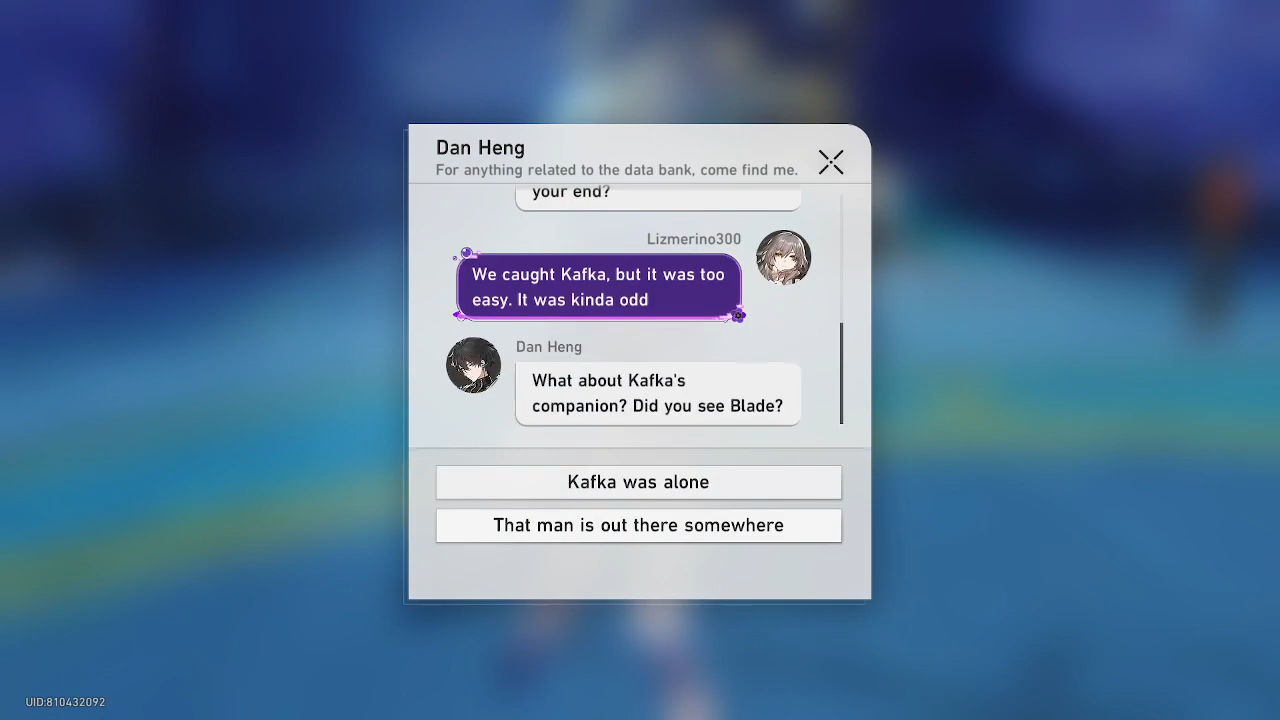 Dan Heng
For anything related to the data bank, come find me.
your end?
Lizmerino300
We caught Kafka, but it was too
easy. It was kinda odd
Dan Heng
What about Kafka's
companion? Did you see Blade?
Kafka was alone
That man is out there somewhere
UID:810432092